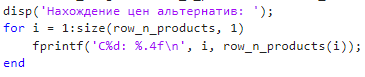 disp('Нахождение цен альтернатив: ');
for i = 1:size(row_n_products, 1)
    fprintf('C%d: %.4f\n', i, row_n_products(i));
end